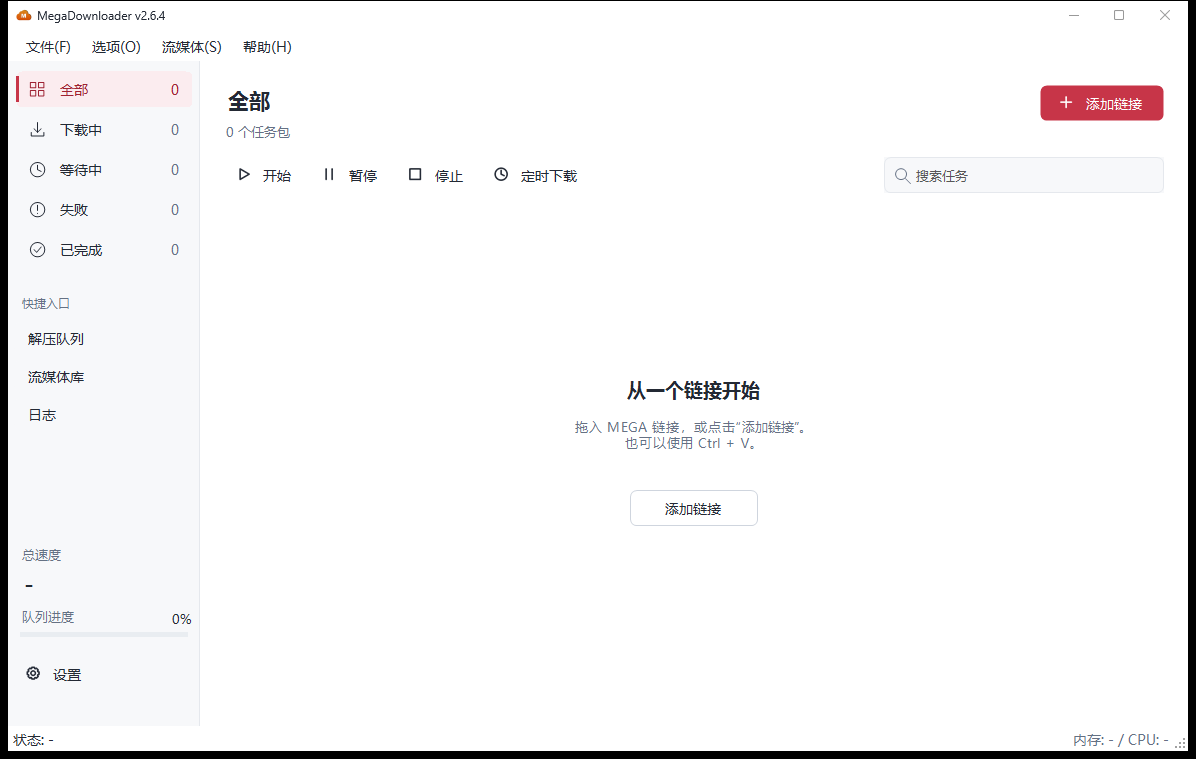 MegaDownloader v2.6.4
文件(F) 选项(O) 流媒体(S) 帮助(H)
全部 0
下载中 0
等待中 0
失败 0
已完成 0
快捷入口
解压队列
流媒体库
日志
总速度
-
队列进度 0%
设置
全部
添加链接
0 个任务包
开始 暂停 停止 定时下载
搜索任务
从一个链接开始
拖入 MEGA 链接，或点击“添加链接”。
也可以使用 Ctrl + V。
添加链接
状态: -
内存: - / CPU: -